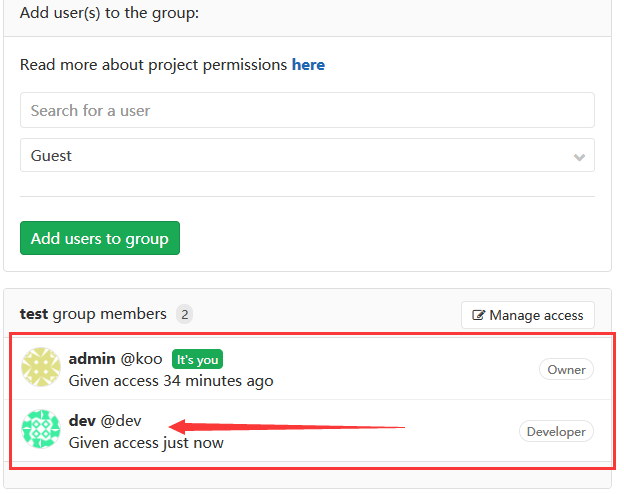 Add user(s) to the group:
Read more about project permissions here
Search for a user
Guest
Add users to group
test group members 2
Manage access
admin @koo It's you
Given access 34 minutes ago
Owner
dev @dev
Given access just now
Developer